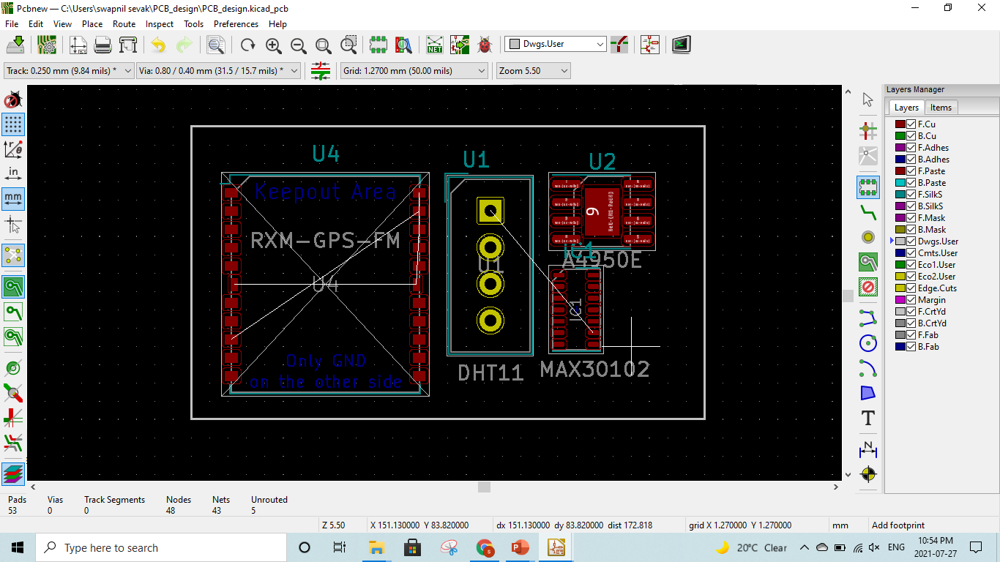 Pcbnew — C:\Users\swapnil sevak\PCB_design\PCB_design.kicad_pcb
File Edit View Place Route Inspect Tools Preferences Help
NET
Dwgs.User
Track: 0.250 mm (9.84 mils) *
Via: 0.80 / 0.40 mm (31.5 / 15.7 mils) *
Grid: 1.2700 mm (50.00 mils)
Zoom 5.50
in
mm
U4
Keepout Area
RXM-GPS-FM
U4
Only GND
on the other side
U1
U1
DHT11
U2
9
A4950E
IC1
IC1
MAX30102
T
N
Layers Manager
Layers Items
F.Cu
B.Cu
F.Adhes
B.Adhes
F.Paste
B.Paste
F.SilkS
B.SilkS
F.Mask
B.Mask
Dwgs.User
Cmts.User
Eco1.User
Eco2.User
Edge.Cuts
Margin
F.CrtYd
B.CrtYd
F.Fab
B.Fab
Pads Vias Track Segments Nodes Nets Unrouted
53 0 0 48 43 5
Z 5.50 X 151.130000 Y 83.820000 dx 151.130000 dy 83.820000 dist 172.818 grid X 1.270000 Y 1.270000 mm Add footprint
Type here to search
20°C Clear
ENG
10:54 PM
2021-07-27